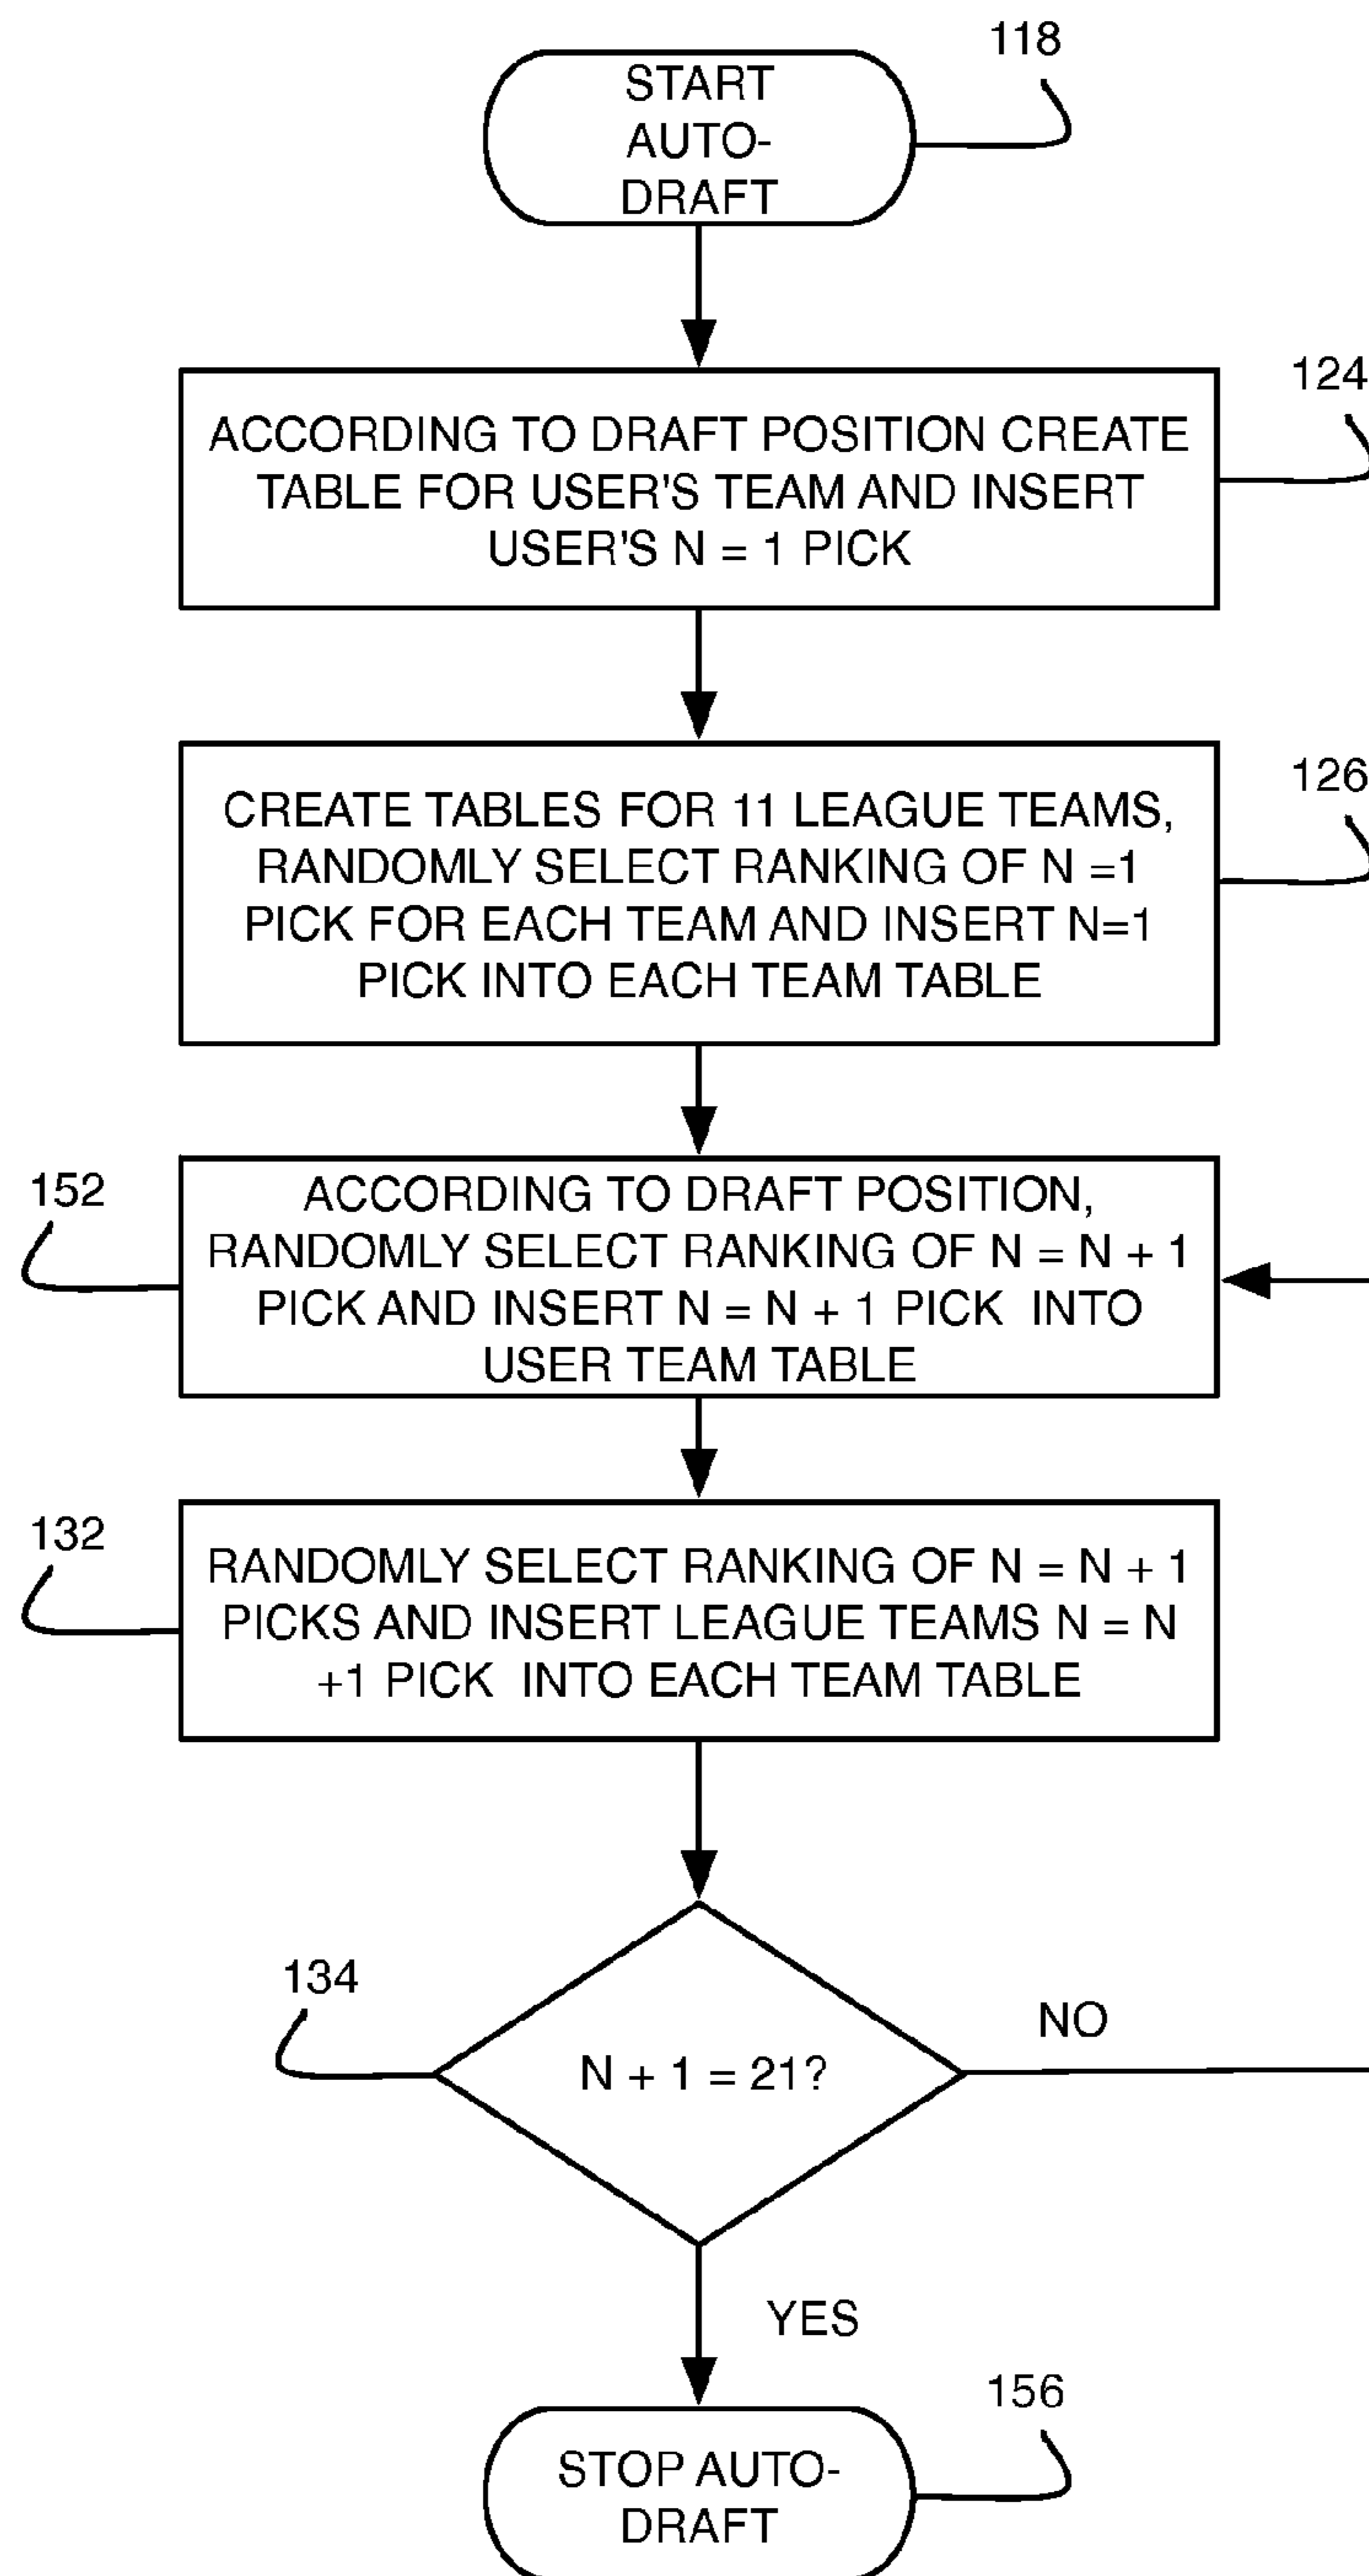 118
START
AUTO-
DRAFT
124
ACCORDING TO DRAFT POSITION CREATE
TABLE FOR USER'S TEAM AND INSERT
USER'S N = 1 PICK
126
CREATE TABLES FOR 11 LEAGUE TEAMS,
RANDOMLY SELECT RANKING OF N =1
PICK FOR EACH TEAM AND INSERT N=1
PICK INTO EACH TEAM TABLE
152
ACCORDING TO DRAFT POSITION,
RANDOMLY SELECT RANKING OF N = N + 1
PICK AND INSERT N = N + 1 PICK  INTO
USER TEAM TABLE
132
RANDOMLY SELECT RANKING OF N = N + 1
PICKS AND INSERT LEAGUE TEAMS N = N
+1 PICK  INTO EACH TEAM TABLE
134
N + 1 = 21?
NO
YES
156
STOP AUTO-
DRAFT